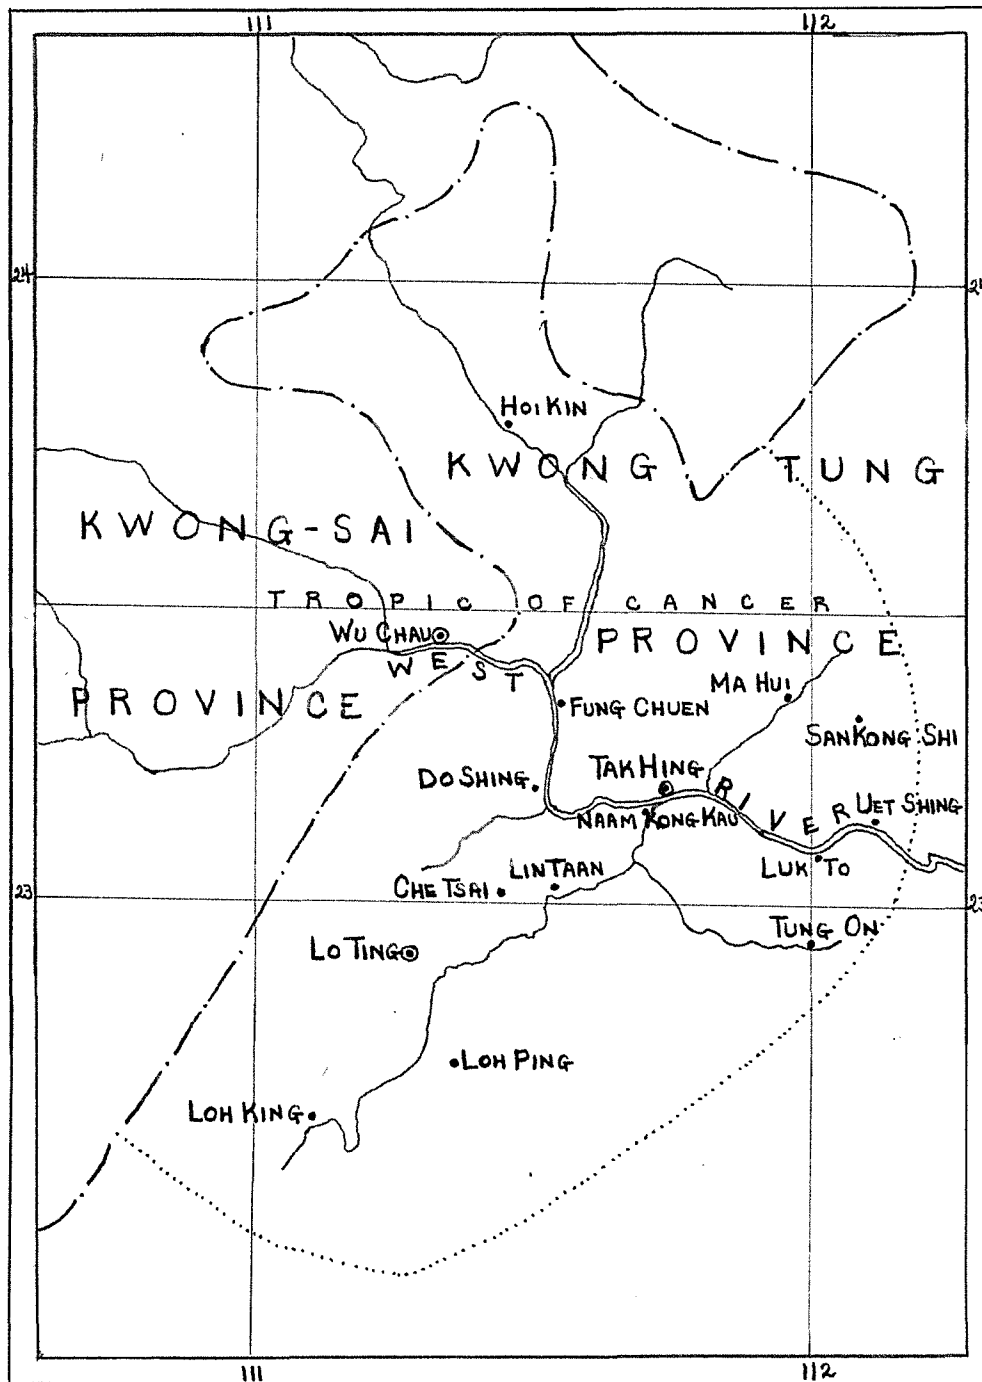 111 112
24 24
HOI KIN
KWONG TUNG
KWONG-SAI
TROPIC OF CANCER
WU CHAU
PROVINCE
WEST
MA HUI
PROVINCE
FUNG CHUEN
SAN KONG SHI
TAK HING
DO SHING
RIVER
UET SHING
NAAM KONG KAU
LUK TO
LIN TAAN
CHE TSAI
23 23
TUNG ON
LO TING
LOH PING
LOH KING
111 112